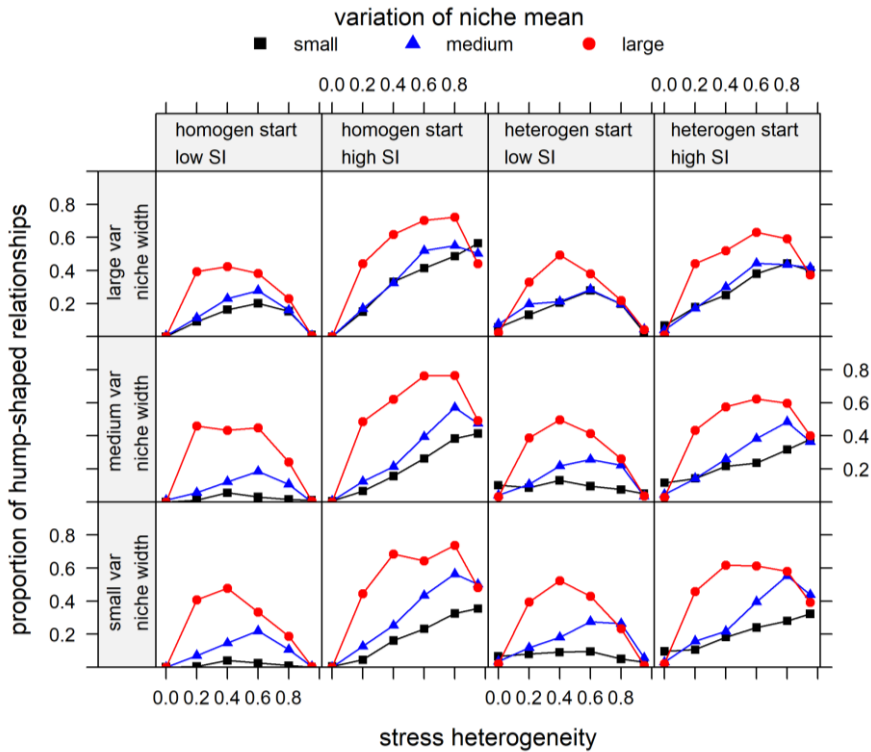 variation of niche mean
small medium large
0.0 0.2 0.4 0.6 0.8 0.0 0.2 0.4 0.6 0.8
homogen start homogen start heterogen start heterogen start
low SI high SI low SI high SI
proportion of hump-shaped relationships
large var
niche width
0.8
0.6
0.4
0.2
medium var
niche width
0.8
0.6
0.4
0.2
small var
niche width
0.8
0.6
0.4
0.2
0.0 0.2 0.4 0.6 0.8 0.0 0.2 0.4 0.6 0.8
stress heterogeneity